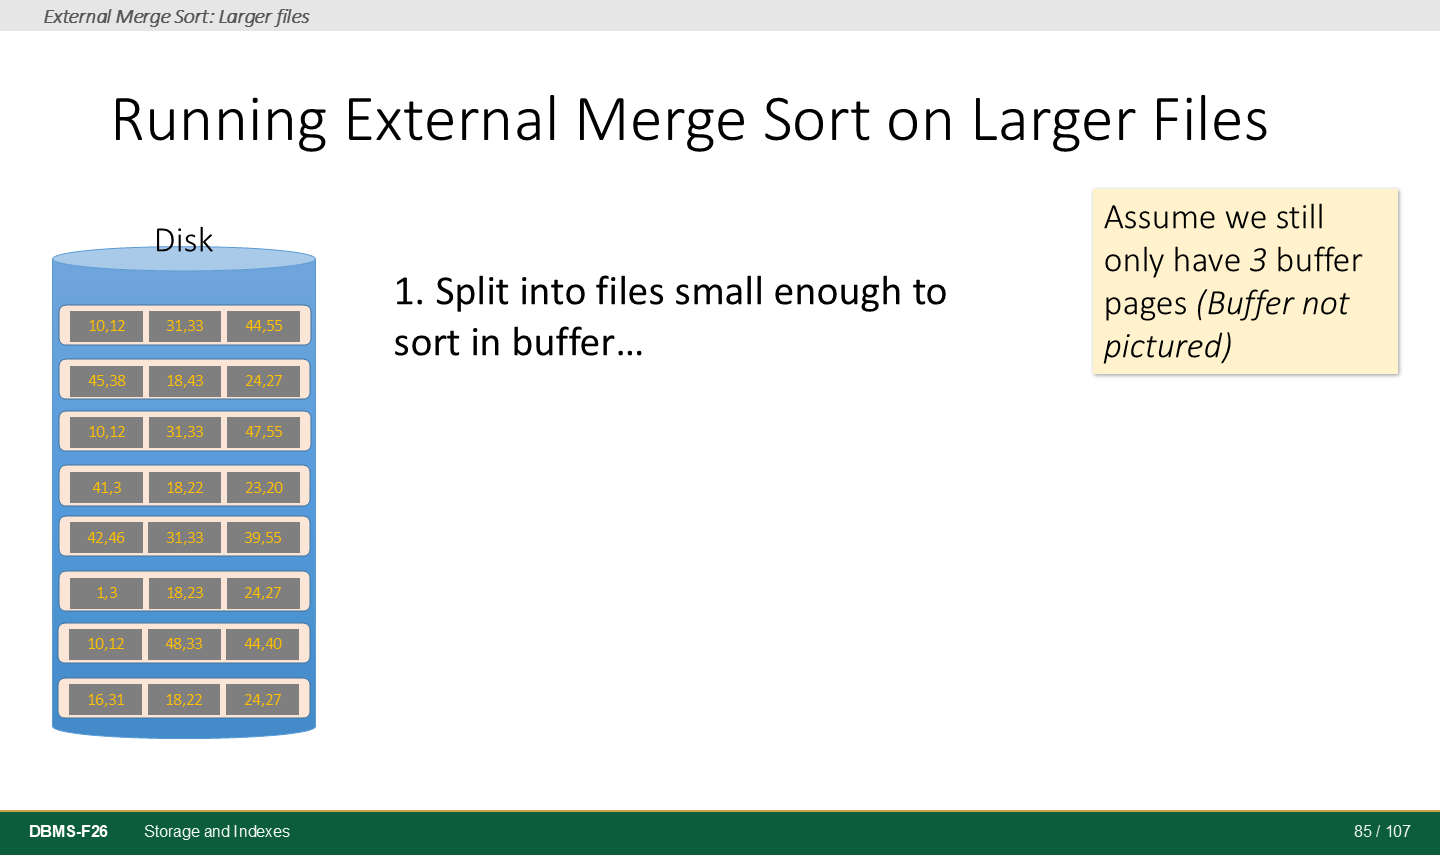 External Merge Sort: Larger files
Running External Merge Sort on Larger Files
Disk
10,12 31,33 44,55
45,38 18,43 24,27
10,12 31,33 47,55
41,3 18,22 23,20
42,46 31,33 39,55
1,3 18,23 24,27
10,12 48,33 44,40
16,31 18,22 24,27
1. Split into files small enough to
sort in buffer…
Assume we still
only have 3 buffer
pages (Buffer not
pictured)
DBMS-F26 Storage and Indexes 85 / 107